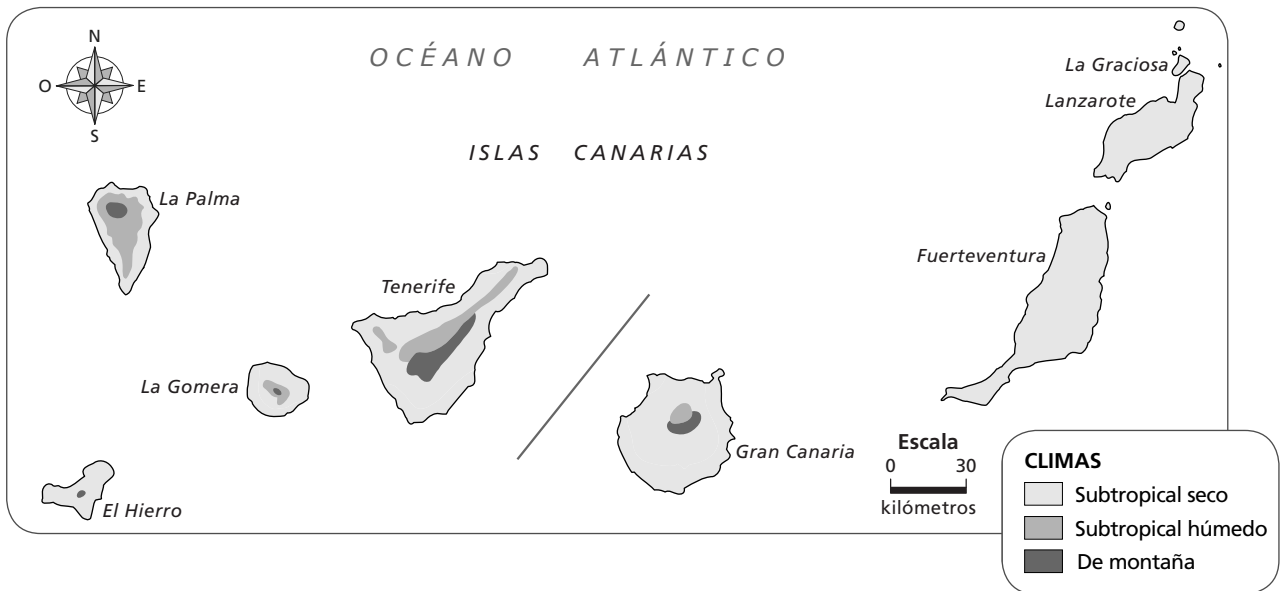 N
O
E
S
OCÉANO ATLÁNTICO
ISLAS CANARIAS
La Graciosa
Lanzarote
La Palma
Fuerteventura
Tenerife
La Gomera
Gran Canaria
El Hierro
Escala
0 30
kilómetros
CLIMAS
Subtropical seco
Subtropical húmedo
De montaña